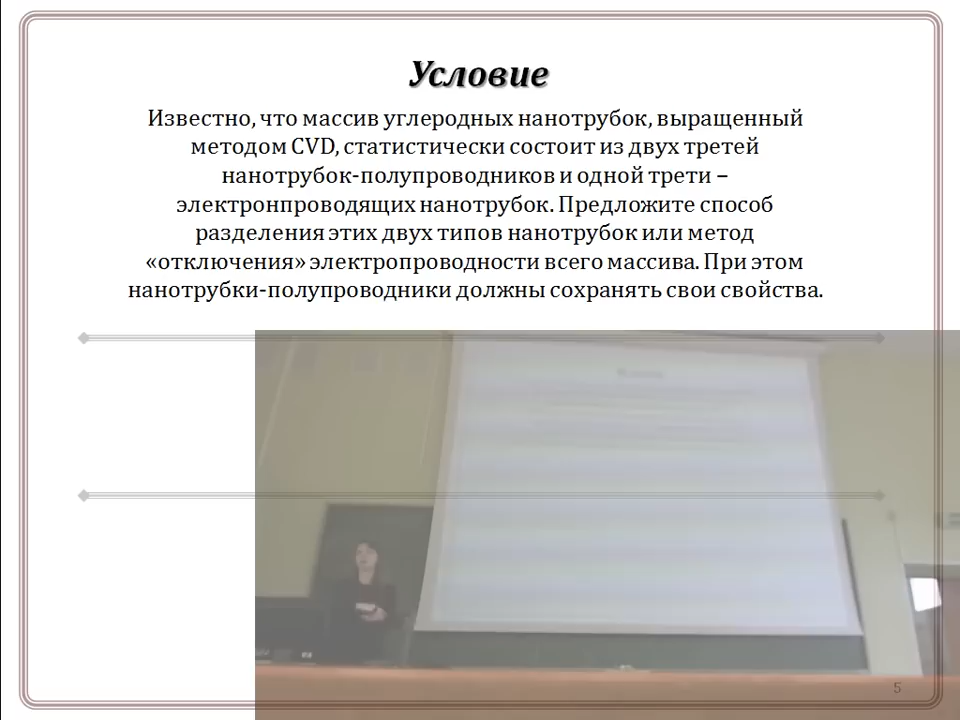 Условие
Известно, что массив углеродных нанотрубок, выращенный
методом CVD, статистически состоит из двух третей
нанотрубок-полупроводников и одной трети –
электронпроводящих нанотрубок. Предложите способ
разделения этих двух типов нанотрубок или метод
«отключения» электропроводности всего массива. При этом
нанотрубки-полупроводники должны сохранять свои свойства.
5